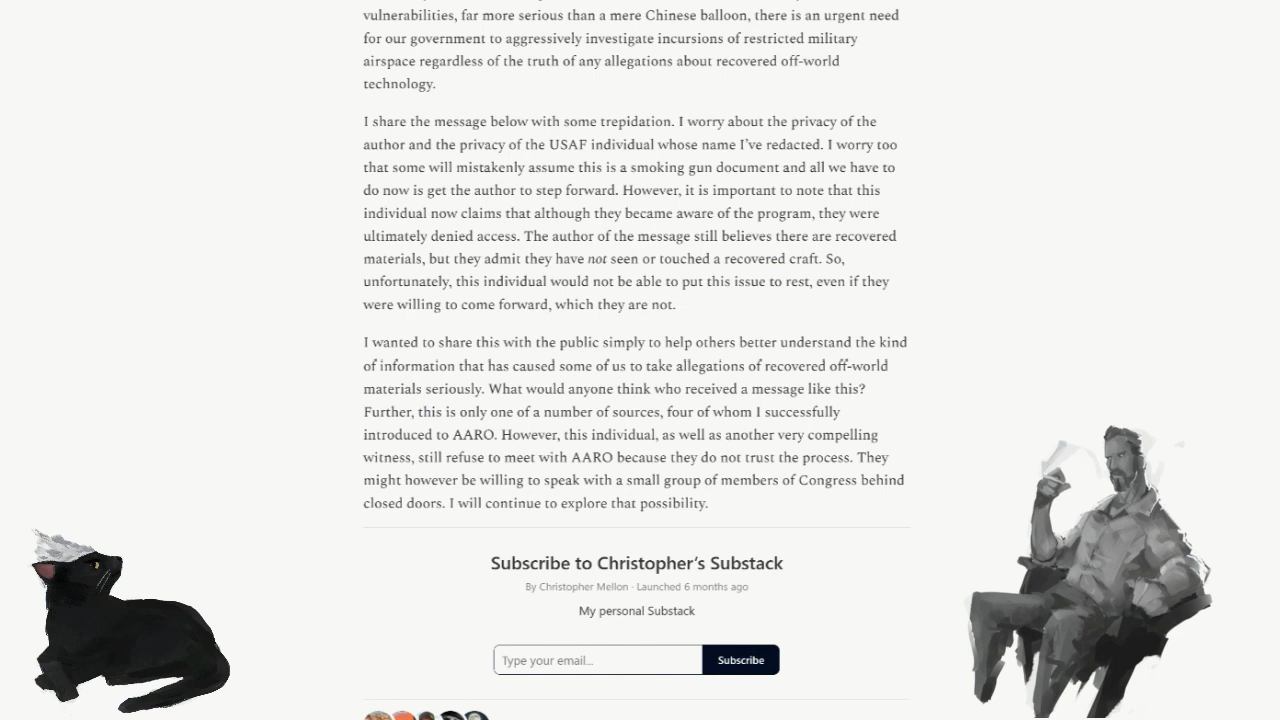 vulnerabilities, far more serious than a mere Chinese balloon, there is an urgent need
for our government to aggressively investigate incursions of restricted military
airspace regardless of the truth of any allegations about recovered off-world
technology.
I share the message below with some trepidation. I worry about the privacy of the
author and the privacy of the USAF individual whose name I've redacted. I worry too
that some will mistakenly assume this is a smoking gun document and all we have to
do now is get the author to step forward. However, it is important to note that this
individual now claims that although they became aware of the program, they were
ultimately denied access. The author of the message still believes there are recovered
materials, but they admit they have not seen or touched a recovered craft. So,
unfortunately, this individual would not be able to put this issue to rest, even if they
were willing to come forward, which they are not.
I wanted to share this with the public simply to help others better understand the kind
of information that has caused some of us to take allegations of recovered off-world
materials seriously. What would anyone think who received a message like this?
Further, this is only one of a number of sources, four of whom I successfully
introduced to AARO. However, this individual, as well as another very compelling
witness, still refuse to meet with AARO because they do not trust the process. They
might however be willing to speak with a small group of members of Congress behind
closed doors. I will continue to explore that possibility.
Subscribe to Christopher's Substack
By Christopher Mellon · Launched 6 months ago
My personal Substack
Type your email...
Subscribe